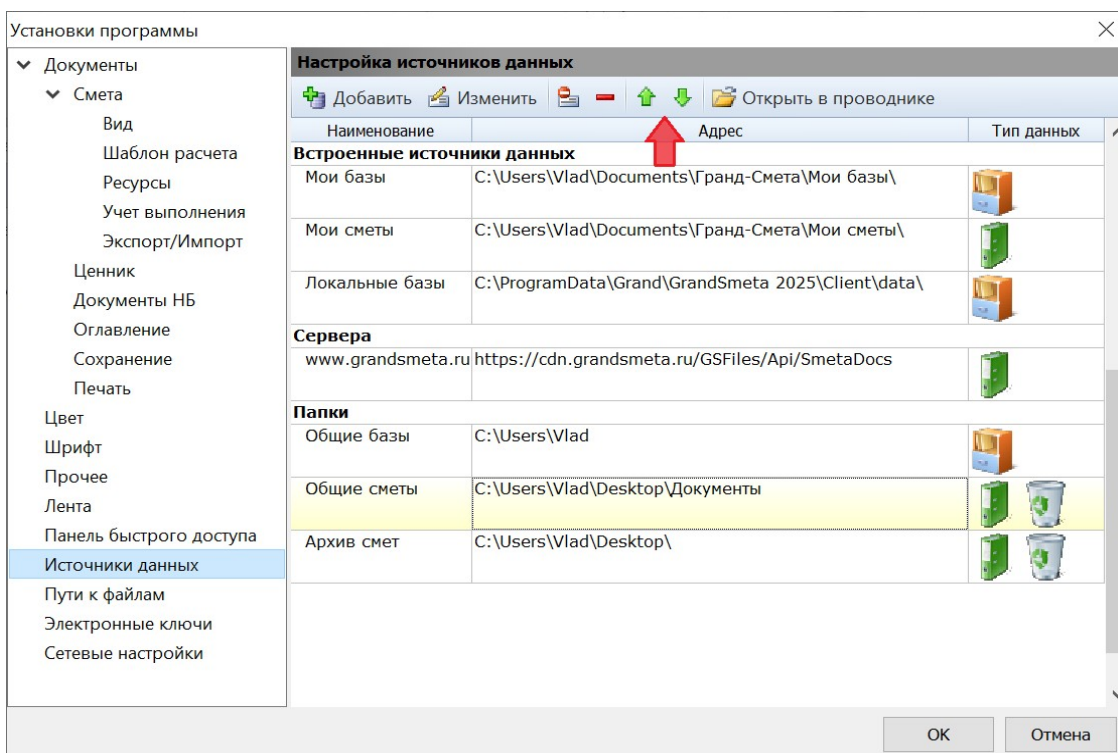 Установки программы
Документы
Смета
Вид
Шаблон расчета
Ресурсы
Учет выполнения
Экспорт/Импорт
Ценник
Документы НБ
Оглавление
Сохранение
Печать
Цвет
Шрифт
Прочее
Лента
Панель быстрого доступа
Источники данных
Пути к файлам
Электронные ключи
Сетевые настройки
Настройка источников данных
Добавить Изменить Открыть в проводнике
Наименование Адрес Тип данных
Встроенные источники данных
Мои базы C:\Users\Vlad\Documents\Гранд-Смета\Мои базы\
Мои сметы C:\Users\Vlad\Documents\Гранд-Смета\Мои сметы\
Локальные базы C:\ProgramData\Grand\GrandSmeta 2025\Client\data\
Сервера
www.grandsmeta.ru https://cdn.grandsmeta.ru/GSFiles/Api/SmetaDocs
Папки
Общие базы C:\Users\Vlad
Общие сметы C:\Users\Vlad\Desktop\Документы
Архив смет C:\Users\Vlad\Desktop\
OK Отмена